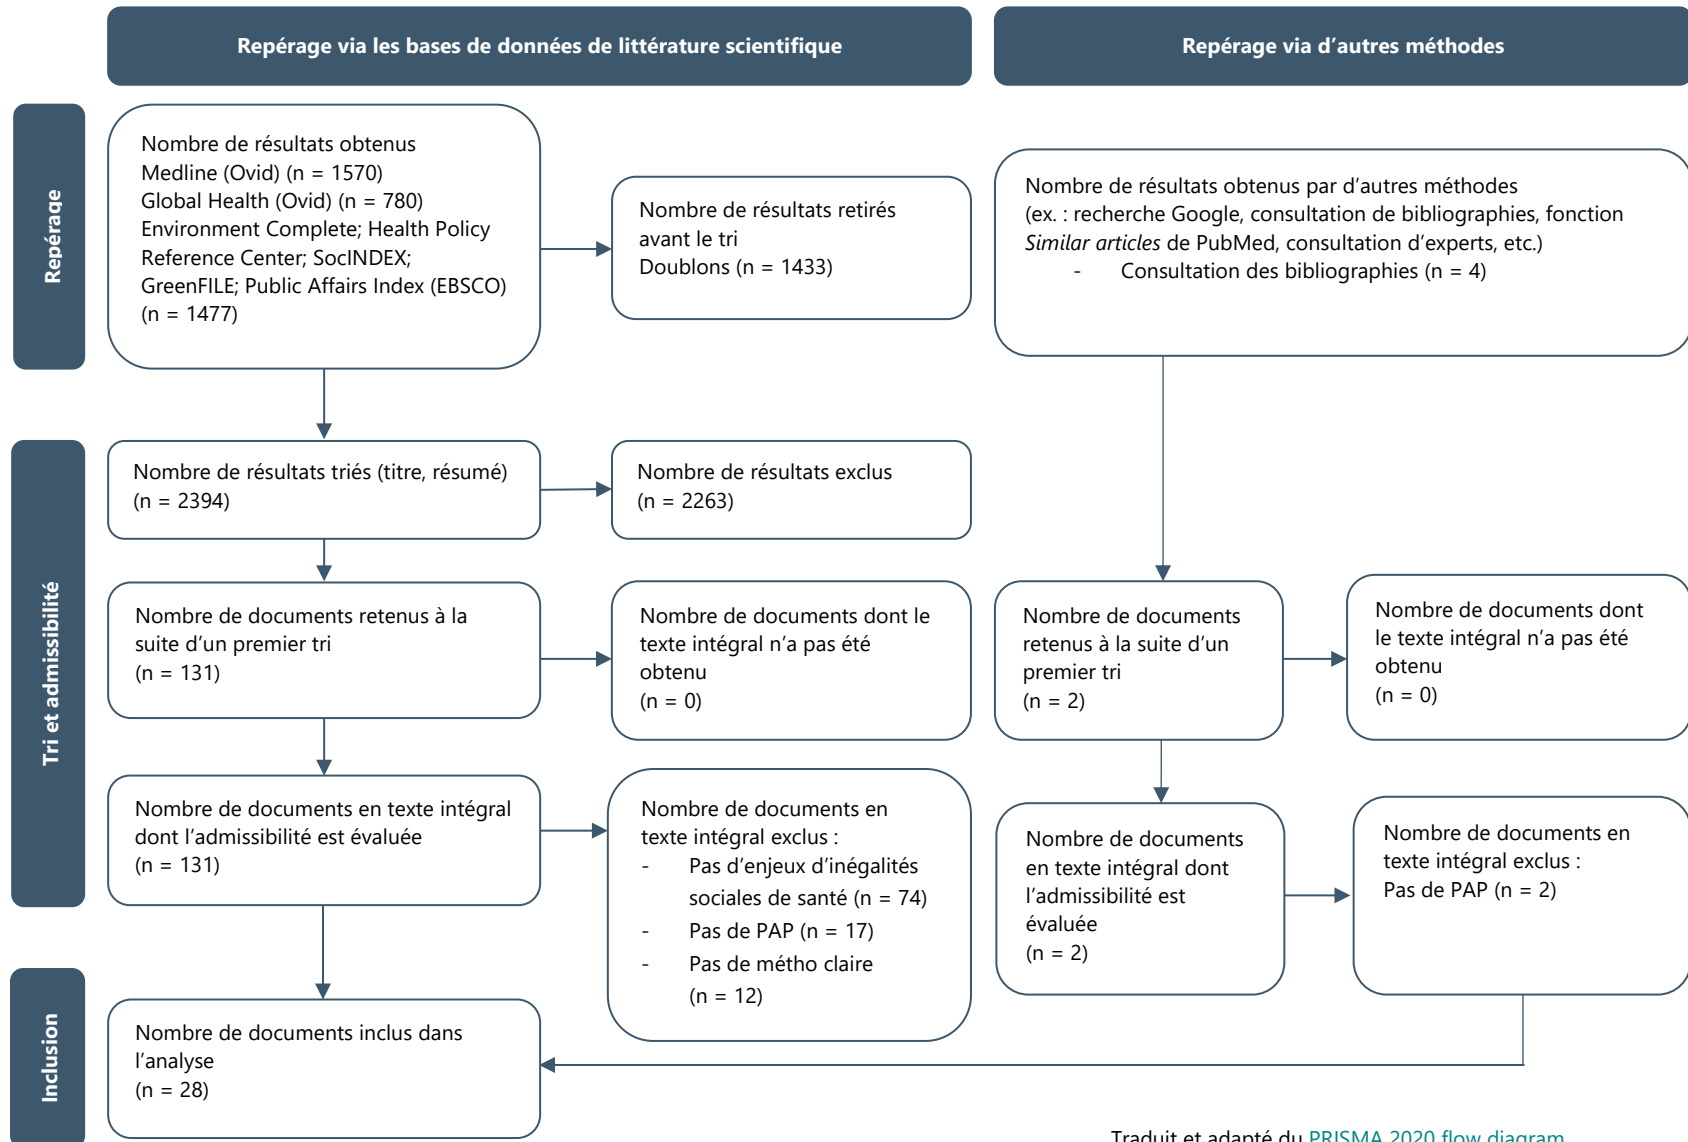 Repérage via les bases de données de littérature scientifique
Repérage via d'autres méthodes
Repérage
Nombre de résultats obtenus
Medline (Ovid) (n = 1570)
Global Health (Ovid) (n = 780)
Environment Complete; Health Policy
Reference Center; SocINDEX;
GreenFILE; Public Affairs Index (EBSCO)
(n = 1477)
Nombre de résultats retirés
avant le tri
Doublons (n = 1433)
Nombre de résultats obtenus par d'autres méthodes
(ex. : recherche Google, consultation de bibliographies, fonction
Similar articles de PubMed, consultation d'experts, etc.)
- Consultation des bibliographies (n = 4)
Tri et admissibilité
Nombre de résultats triés (titre, résumé)
(n = 2394)
Nombre de résultats exclus
(n = 2263)
Nombre de documents retenus à la
suite d'un premier tri
(n = 131)
Nombre de documents dont le
texte intégral n'a pas été
obtenu
(n = 0)
Nombre de documents
retenus à la suite d'un
premier tri
(n = 2)
Nombre de documents dont
le texte intégral n'a pas été
obtenu
(n = 0)
Nombre de documents en texte intégral
dont l'admissibilité est évaluée
(n = 131)
Nombre de documents en
texte intégral exclus :
- Pas d'enjeux d'inégalités
sociales de santé (n = 74)
- Pas de PAP (n = 17)
- Pas de métho claire
(n = 12)
Nombre de documents
en texte intégral dont
l'admissibilité est
évaluée
(n = 2)
Nombre de documents en
texte intégral exclus :
Pas de PAP (n = 2)
Inclusion
Nombre de documents inclus dans
l'analyse
(n = 28)
Traduit et adapté du PRISMA 2020 flow diagram